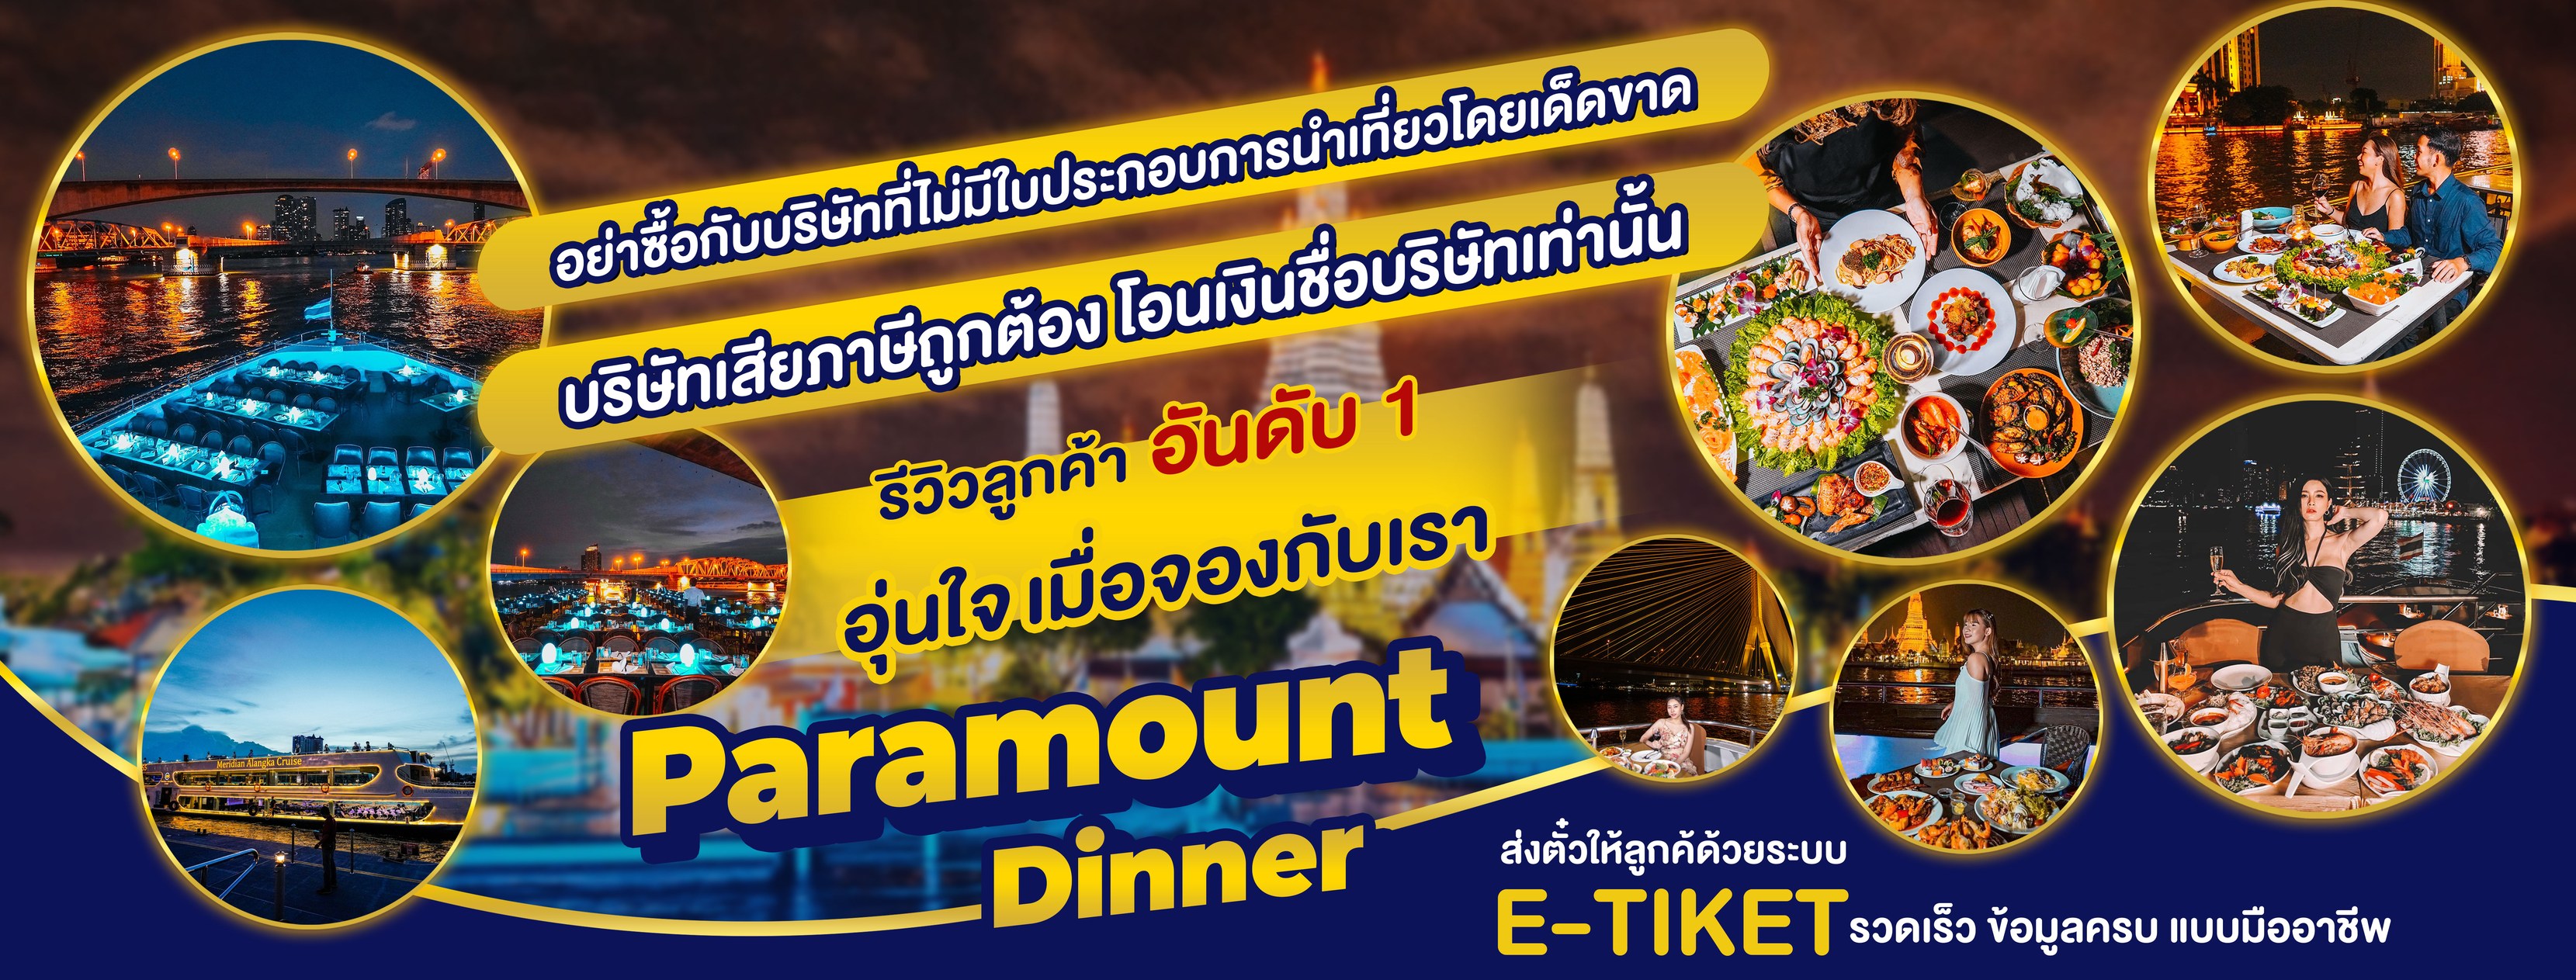 อย่าซื้อกับบริษัทที่ไม่มีใบประกอบการนำเที่ยวโดยเด็ดขาด
บริษัทเสียภาษีถูกต้อง โอนเงินชื่อบริษัทเท่านั้น
รีวิวลูกค้า อันดับ 1
อุ่นใจ เมื่อจองกับเรา
Paramount
Dinner
Meridian Alangka Cruise
ส่งตั๋วให้ลูกค้ด้วยระบบ
E-TIKET รวดเร็ว ข้อมูลครบ แบบมืออาชีพ